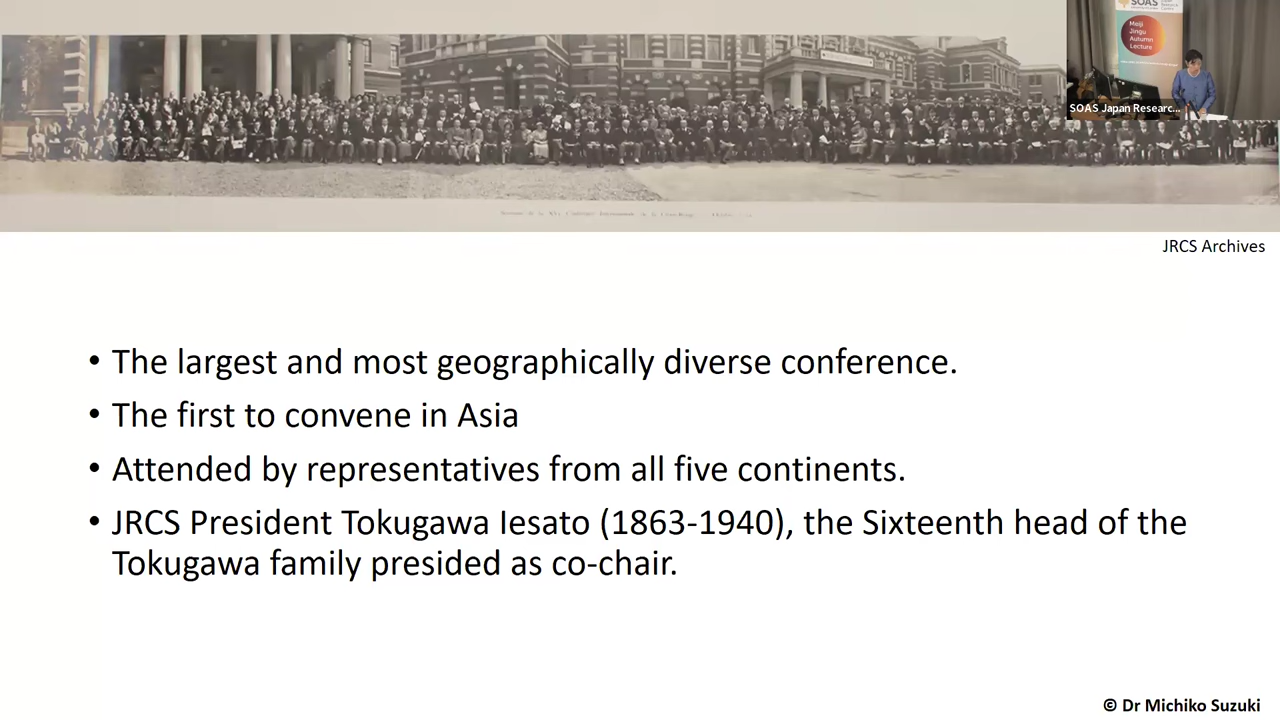 SOAS
Meiji
Jingu
Autumn
Lecture
SOAS Japan Researc...
JRCS Archives
• The largest and most geographically diverse conference.
• The first to convene in Asia
• Attended by representatives from all five continents.
• JRCS President Tokugawa Iesato (1863-1940), the Sixteenth head of the
Tokugawa family presided as co-chair.
© Dr Michiko Suzuki